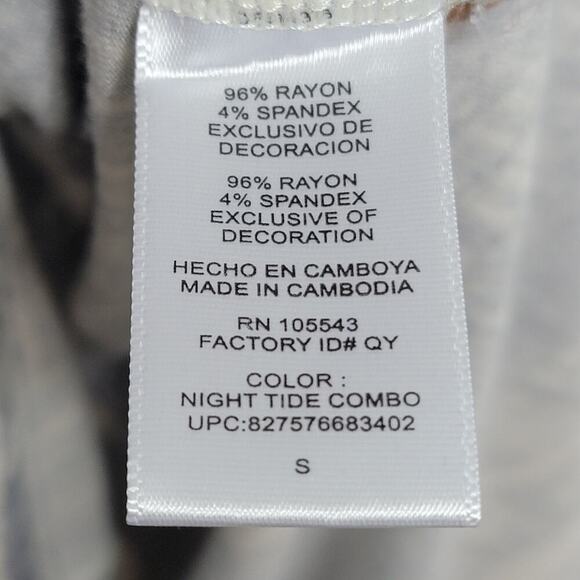 96% RAYON
4% SPANDEX
EXCLUSIVO DE
DECORACION
96% RAYON
4% SPANDEX
EXCLUSIVE OF
DECORATION
HECHO EN CAMBOYA
MADE IN CAMBODIA
RN 105543
FACTORY ID# QY
COLOR :
NIGHT TIDE COMBO
UPC:827576683402
S